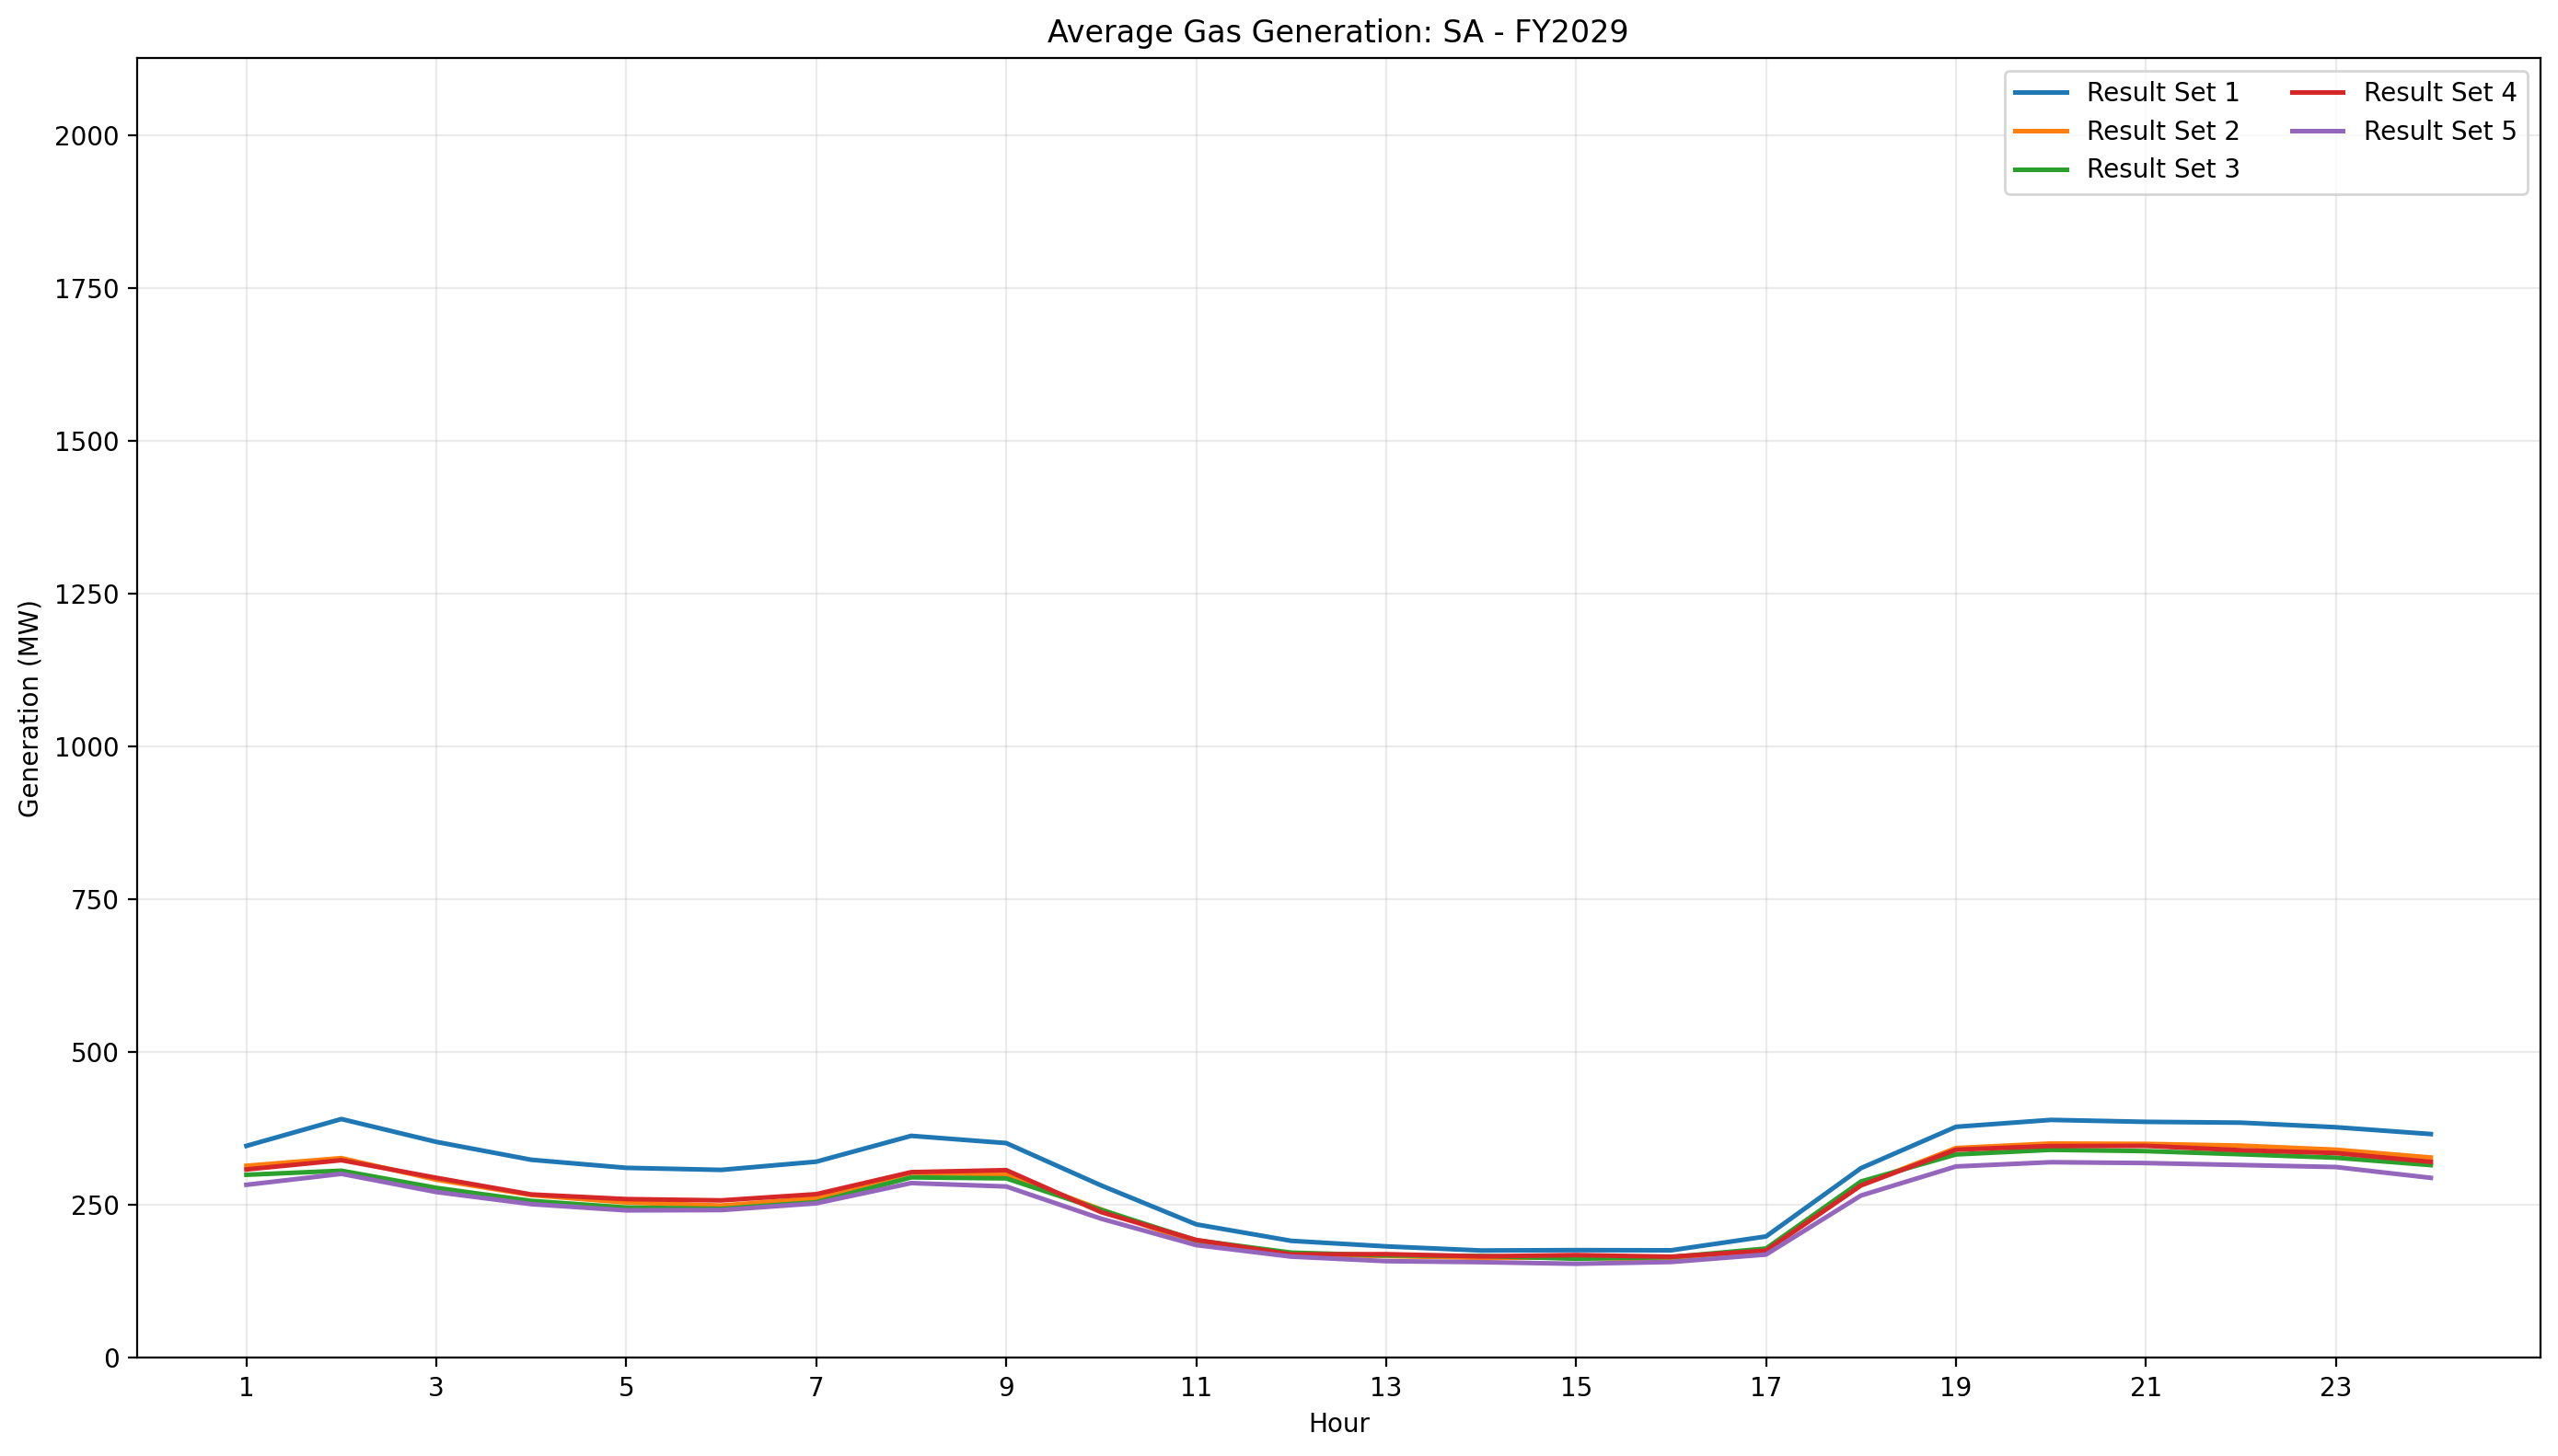 Average Gas Generation: SA - FY2029
Result Set 1
Result Set 2
Result Set 3
Result Set 4
Result Set 5
Generation (MW)
2000
1750
1500
1250
1000
750
500
250
0
1 3 5 7 9 11 13 15 17 19 21 23
Hour